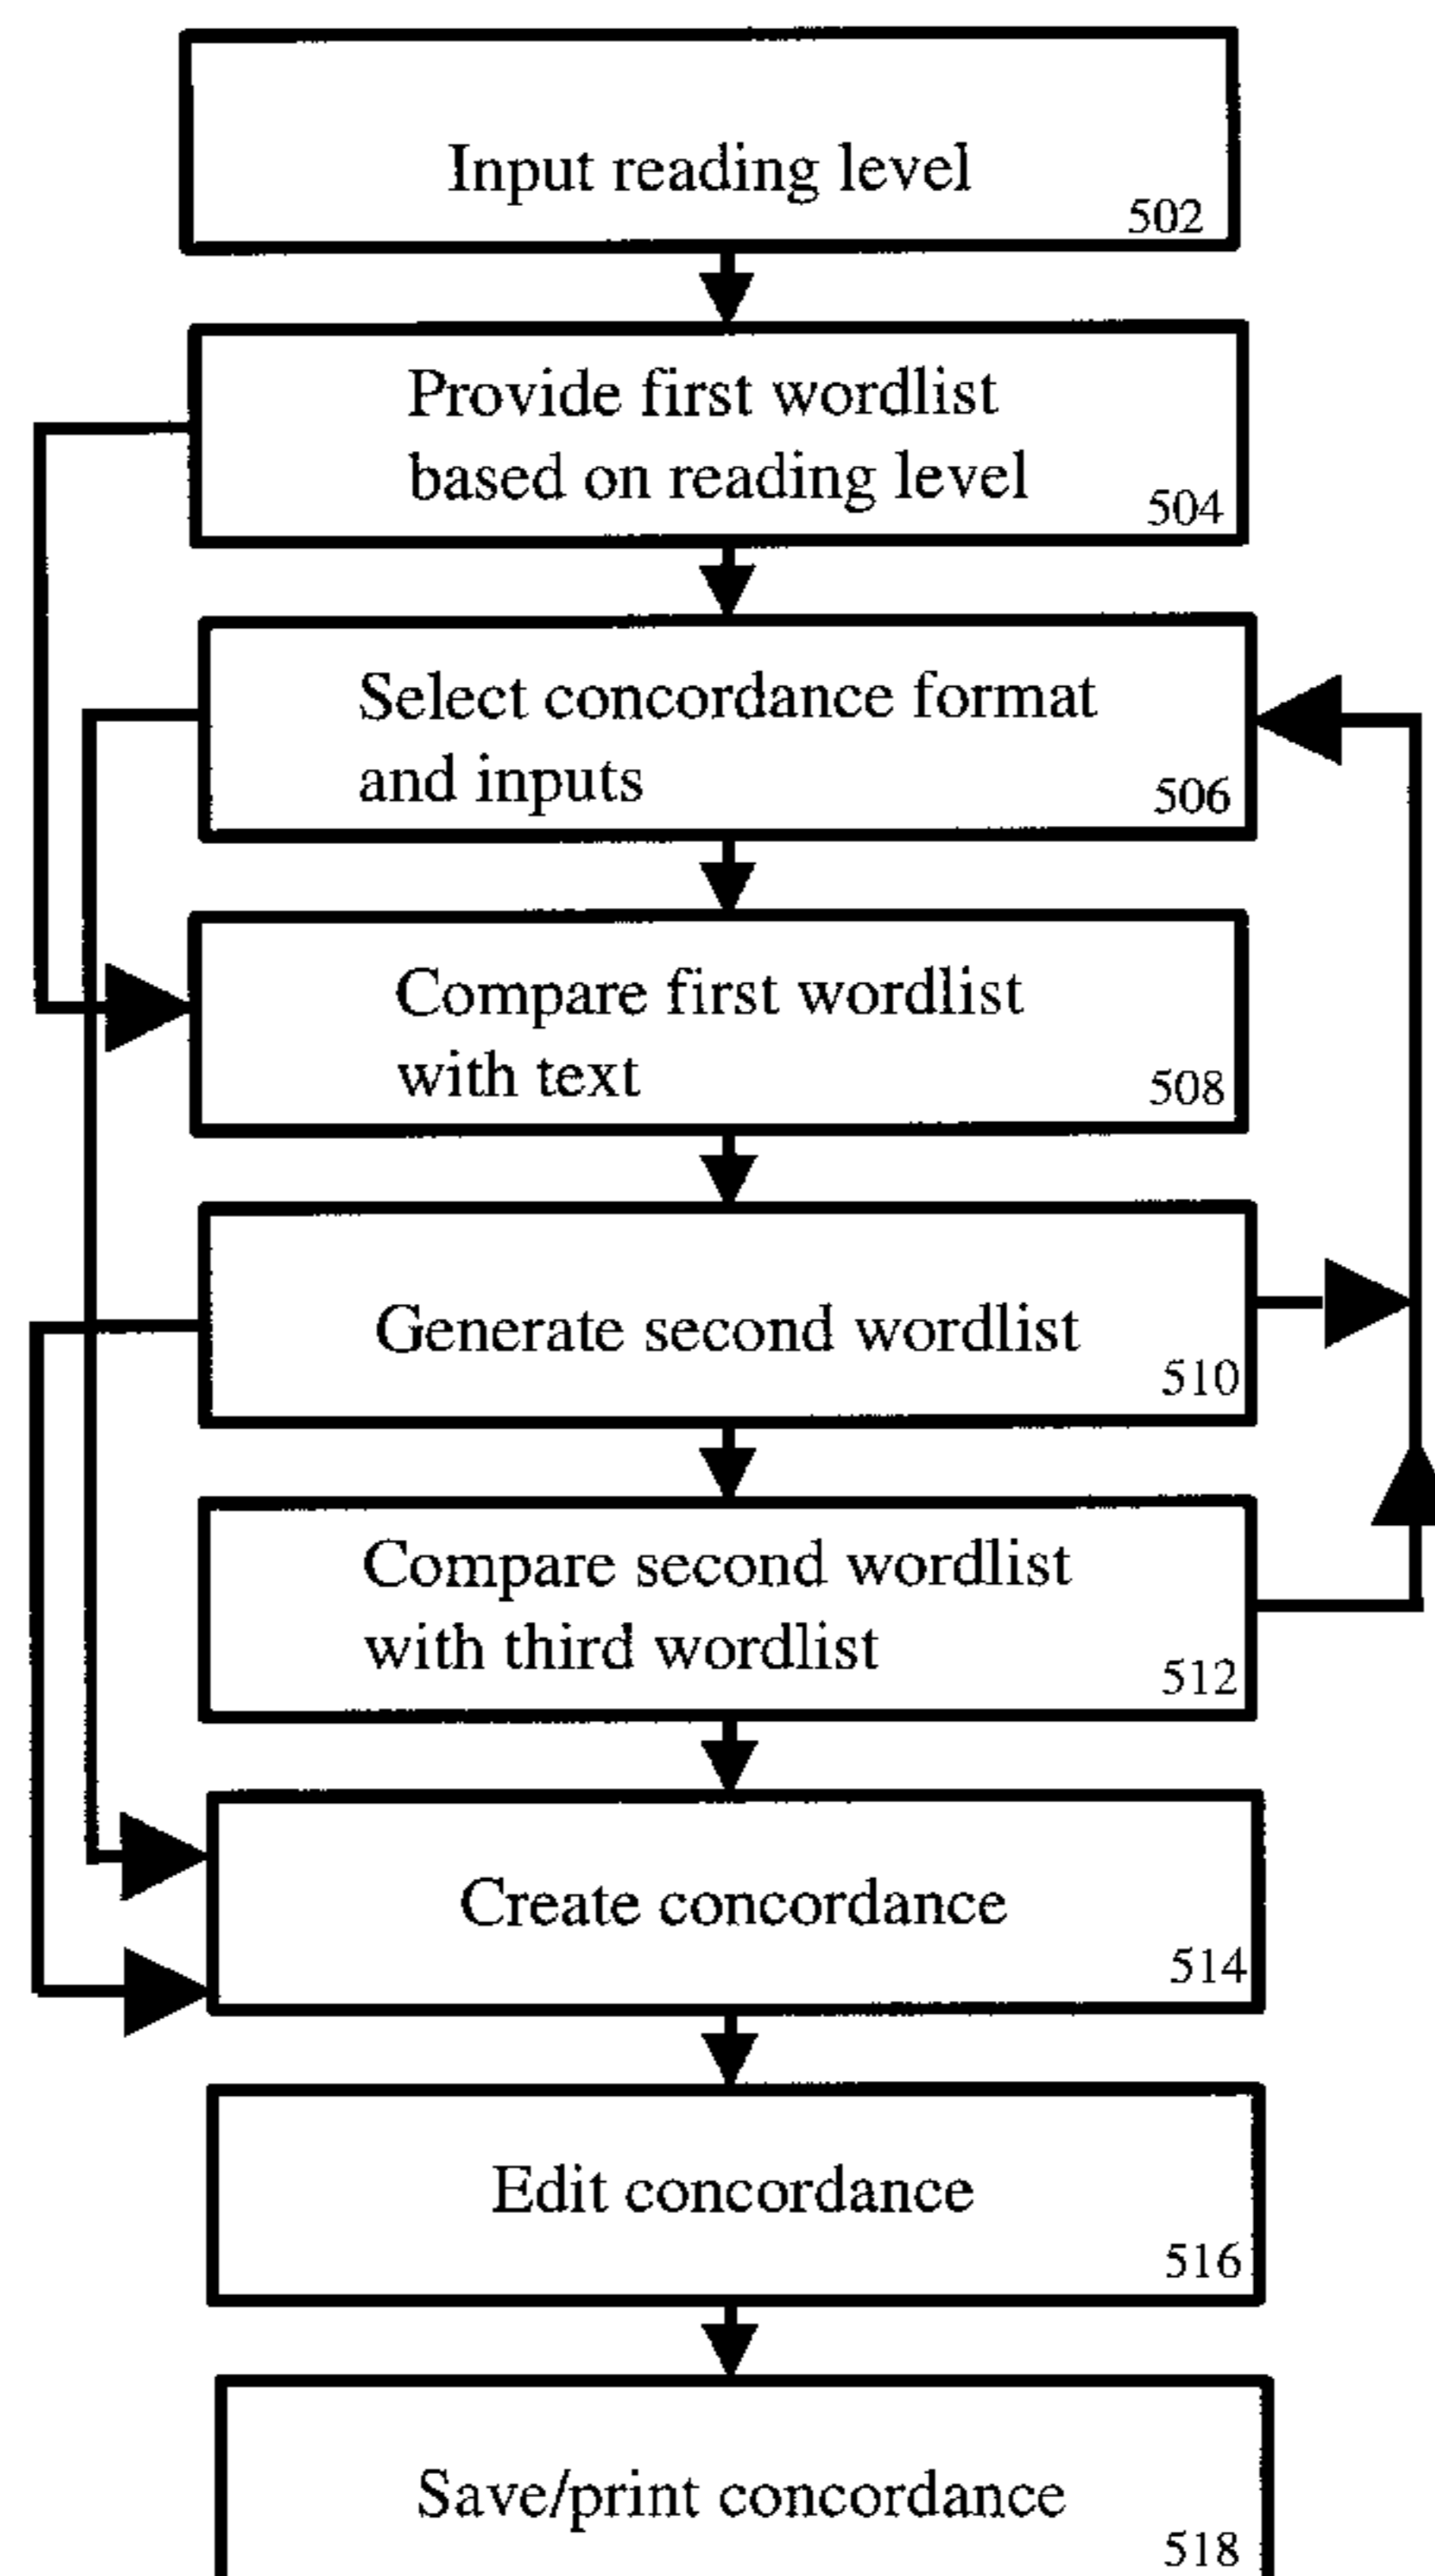 Input reading level
502
Provide first wordlist
based on reading level
504
Select concordance format
and inputs
506
Compare first wordlist
with text
508
Generate second wordlist
510
Compare second wordlist
with third wordlist
512
Create concordance
514
Edit concordance
516
Save/print concordance
518